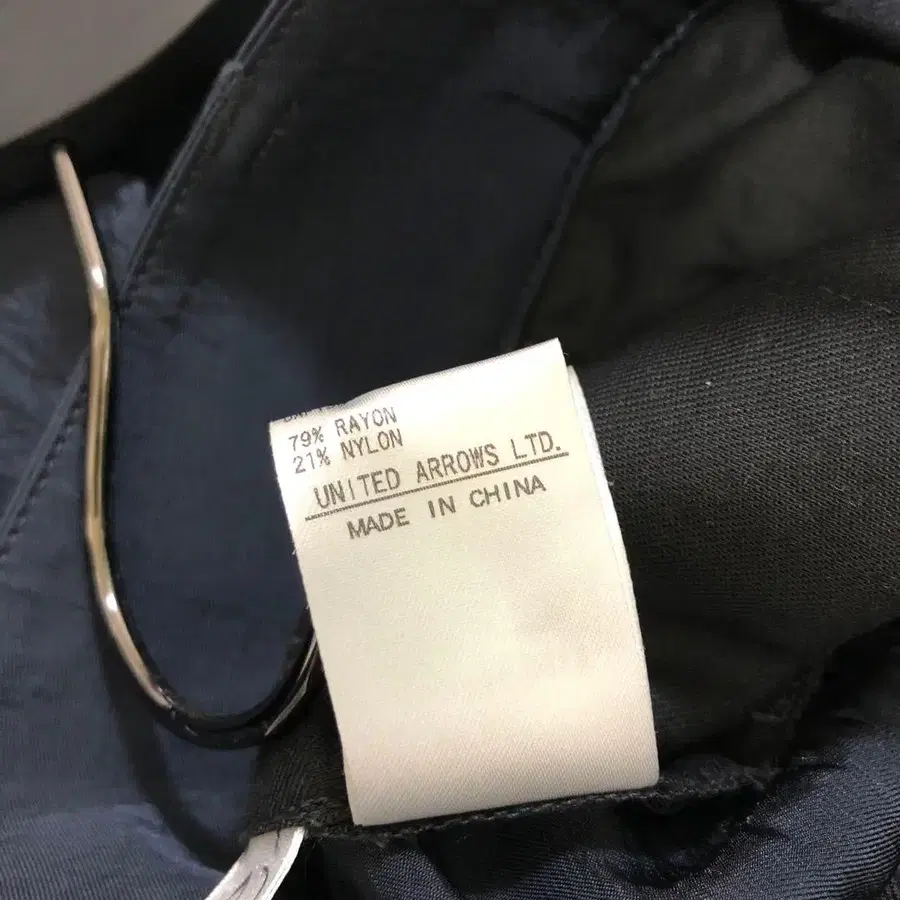 79% RAYON
21% NYLON
UNITED ARROWS LTD.
MADE IN CHINA